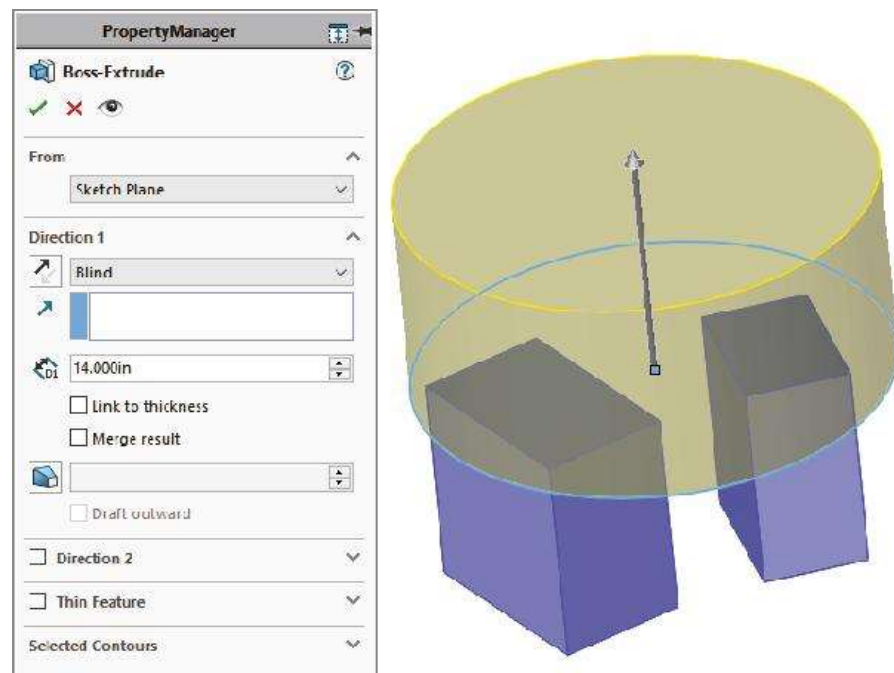 PropertyManager
Boss-Extrude
From
Sketch Plane
Direction 1
Blind
D1 14.000in
Link to thickness
Merge result
Draft outward
Direction 2
Thin Feature
Selected Contours